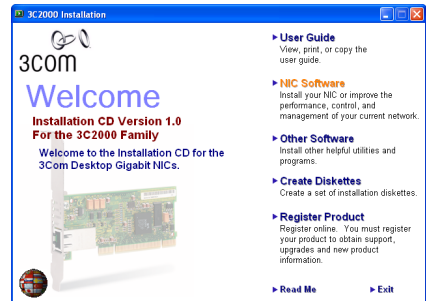 3C2000 Installation
3COM
Welcome
Installation CD Version 1.0
For the 3C2000 Family
Welcome to the Installation CD for the
3Com Desktop Gigabit NICs.
User Guide
View, print, or copy the
user guide.
NIC Software
Install your NIC or improve the
performance, control, and
management of your current network.
Other Software
Install other helpful utilities and
programs.
Create Diskettes
Create a set of installation diskettes.
Register Product
Register online. You must register
your product to obtain support,
upgrades and new product
information.
Read Me
Exit